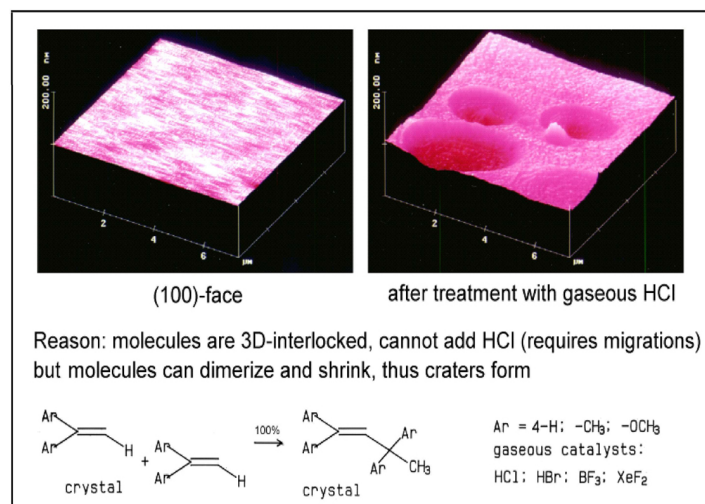 200.00 nm
2
4
6
µm
200.00 nm
2
4
6
µm
(100)-face
after treatment with gaseous HCl
Reason: molecules are 3D-interlocked, cannot add HCl (requires migrations)
but molecules can dimerize and shrink, thus craters form
Ar
Ar
H
crystal
+
Ar
Ar
H
100%
Ar
Ar
Ar
Ar
CH₃
crystal
Ar = 4-H; -CH₃; -OCH₃
gaseous catalysts:
HCl; HBr; BF₃; XeF₂